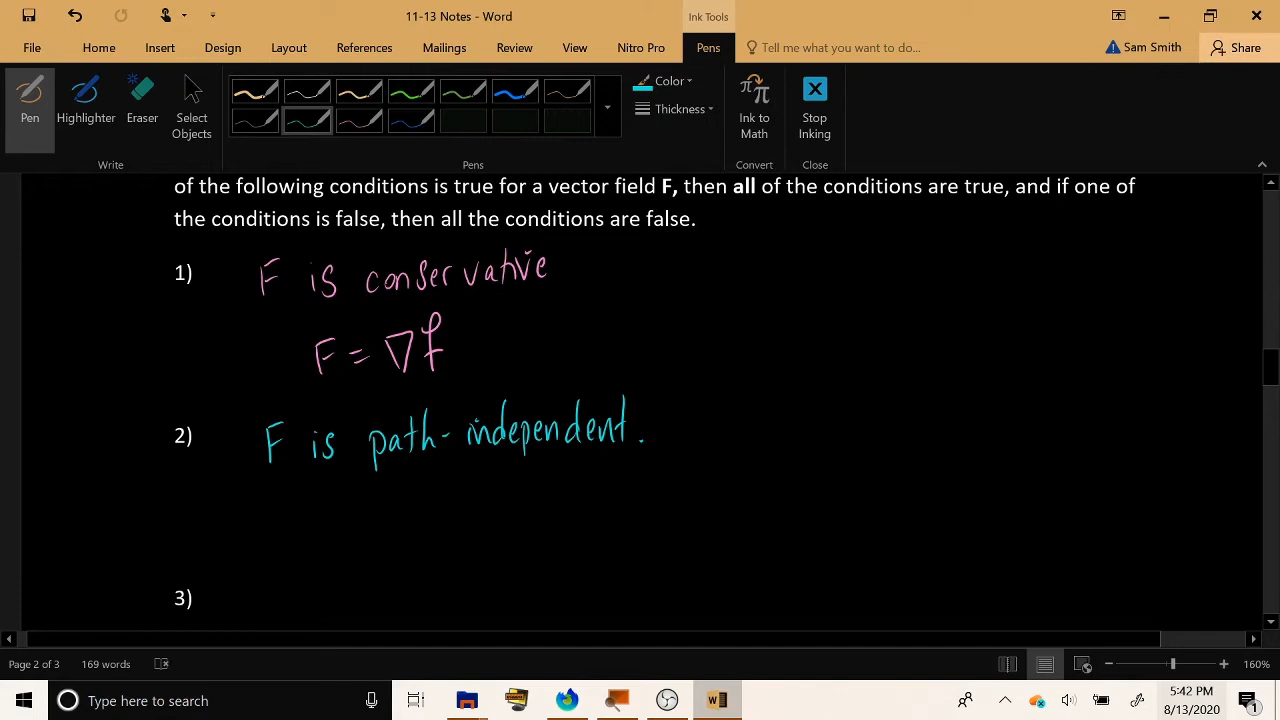 11-13 Notes - Word
Ink Tools
File Home Insert Design Layout References Mailings Review View Nitro Pro Pens Tell me what you want to do... Sam Smith Share
Color
Thickness
Pen Highlighter Eraser Select Objects Ink to Math Stop Inking
Write Pens Convert Close
of the following conditions is true for a vector field F, then all of the conditions are true, and if one of
the conditions is false, then all the conditions are false.
1) F is conservative
F = ∇f
2) F is path-independent.
3)
Page 2 of 3 169 words 160%
Type here to search
5:42 PM
8/13/2020
1